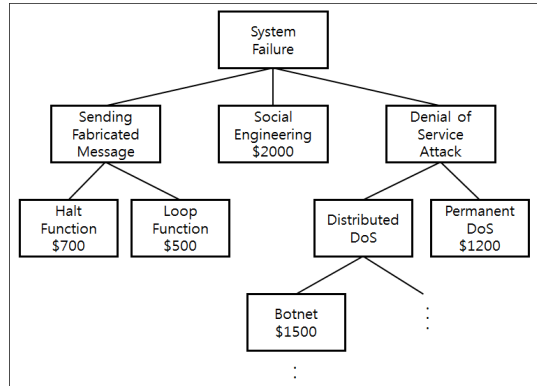 System
Failure
Sending
Fabricated
Message
Social
Engineering
$2000
Denial of
Service
Attack
Halt
Function
$700
Loop
Function
$500
Distributed
DoS
Permanent
DoS
$1200
Botnet
$1500